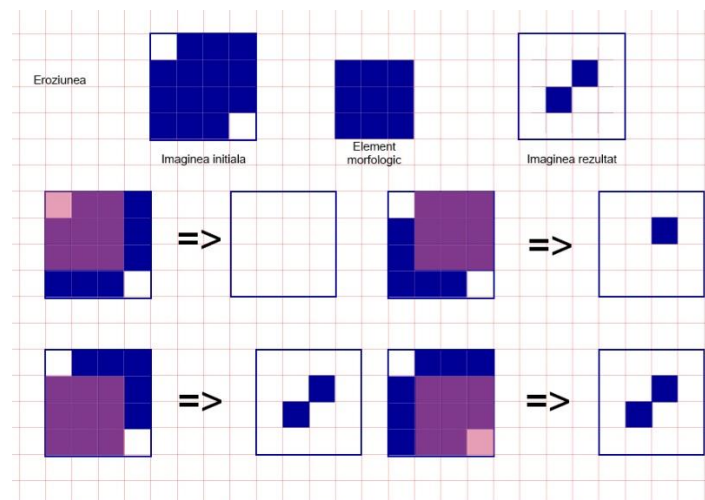 Eroziunea
Imaginea initiala
Element
morfologic
Imaginea rezultat
=>
=>
=>
=>